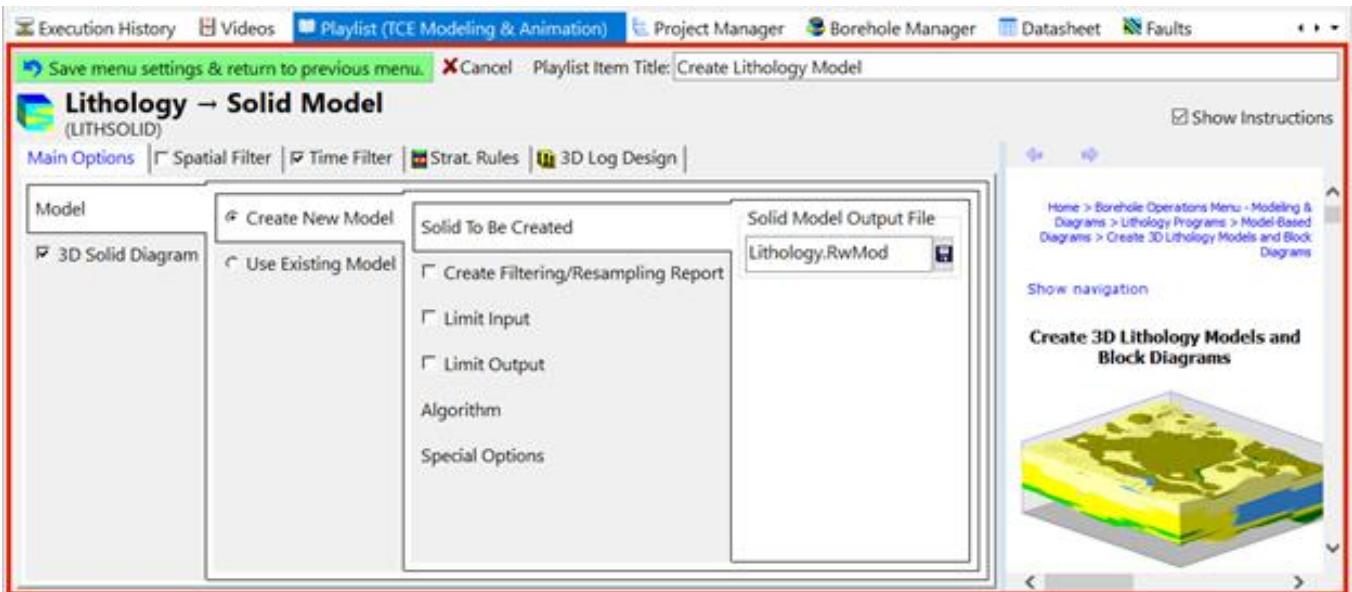 Execution History Videos Playlist (TCE Modeling & Animation) Project Manager Borehole Manager Datasheet Faults
Save menu settings & return to previous menu. Cancel Playlist Item Title: Create Lithology Model
Lithology → Solid Model
(LITHSOLID)
Show Instructions
Main Options Spatial Filter Time Filter Strat. Rules 3D Log Design
Model
3D Solid Diagram
Create New Model
Use Existing Model
Solid To Be Created
Create Filtering/Resampling Report
Limit Input
Limit Output
Algorithm
Special Options
Solid Model Output File
Lithology.RwMod
Home > Borehole Operations Menu - Modeling &
Diagrams > Lithology Programs > Model-Based
Diagrams > Create 3D Lithology Models and Block
Diagrams
Show navigation
Create 3D Lithology Models and
Block Diagrams